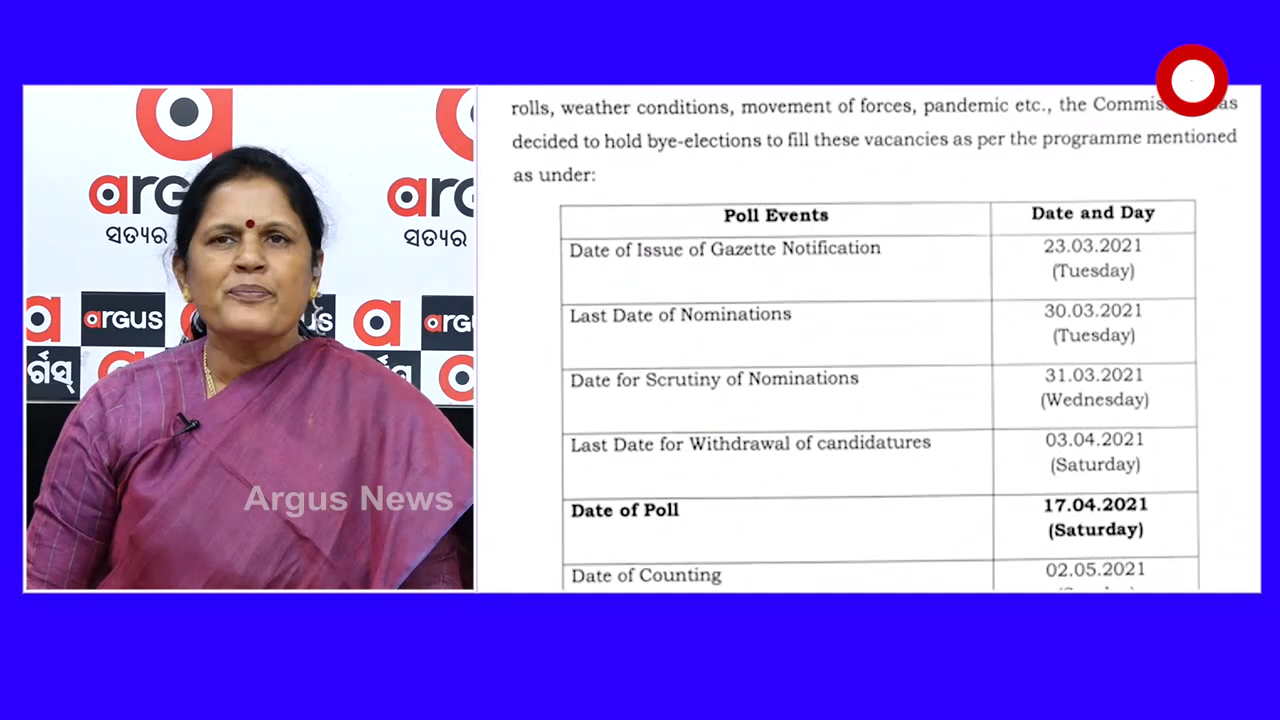 arGus
ସତ୍ୟର
ସତ୍ୟର
arGus
Argus News
rolls, weather conditions, movement of forces, pandemic etc., the
decided to hold bye-elections to fill these vacancies as per the programme mentioned
as under:
Poll Events Date and Day
Date of Issue of Gazette Notification 23.03.2021
(Tuesday)
Last Date of Nominations 30.03.2021
(Tuesday)
Date for Scrutiny of Nominations 31.03.2021
(Wednesday)
Last Date for Withdrawal of candidatures 03.04.2021
(Saturday)
Date of Poll 17.04.2021
(Saturday)
Date of Counting 02.05.2021